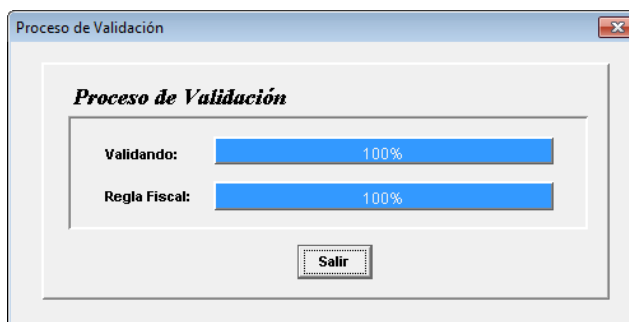 Proceso de Validación
Proceso de Validación
Validando: 100%
Regla Fiscal: 100%
Salir